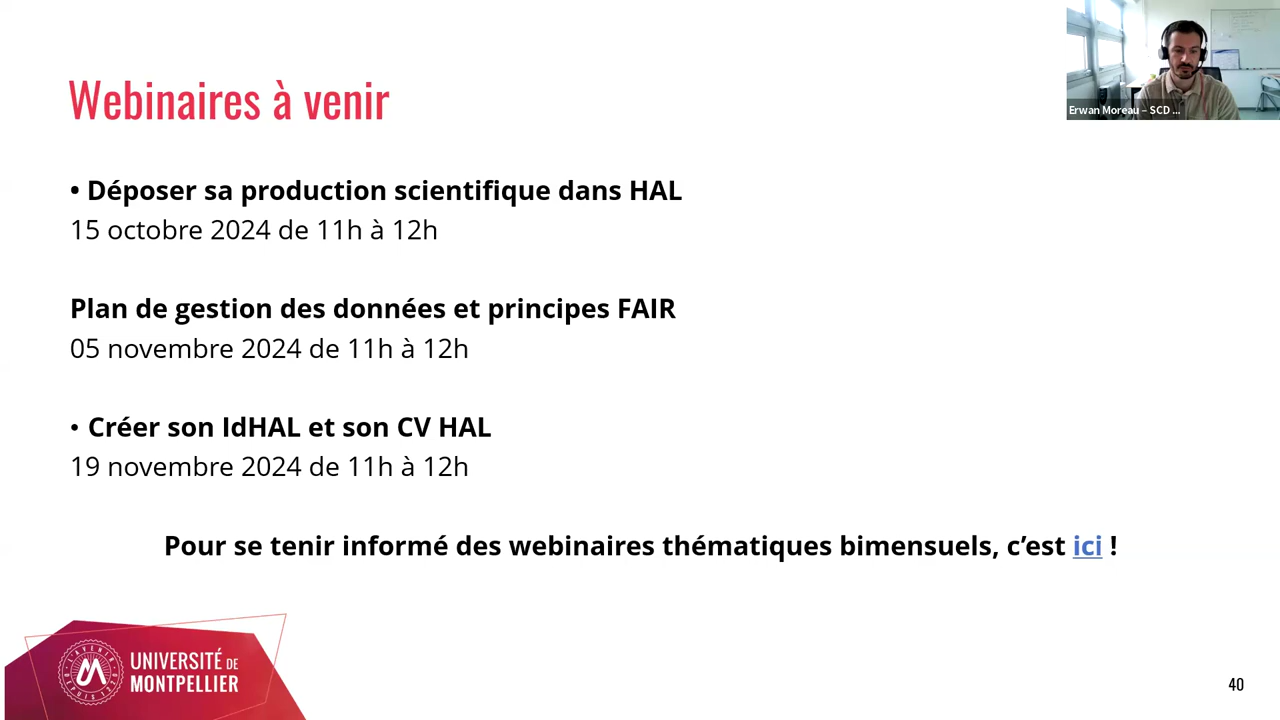 Webinaires à venir
Erwan Moreau – SCD ...
• Déposer sa production scientifique dans HAL
15 octobre 2024 de 11h à 12h
Plan de gestion des données et principes FAIR
05 novembre 2024 de 11h à 12h
• Créer son IdHAL et son CV HAL
19 novembre 2024 de 11h à 12h
Pour se tenir informé des webinaires thématiques bimensuels, c’est ici !
UNIVERSITÉ DE
MONTPELLIER
40